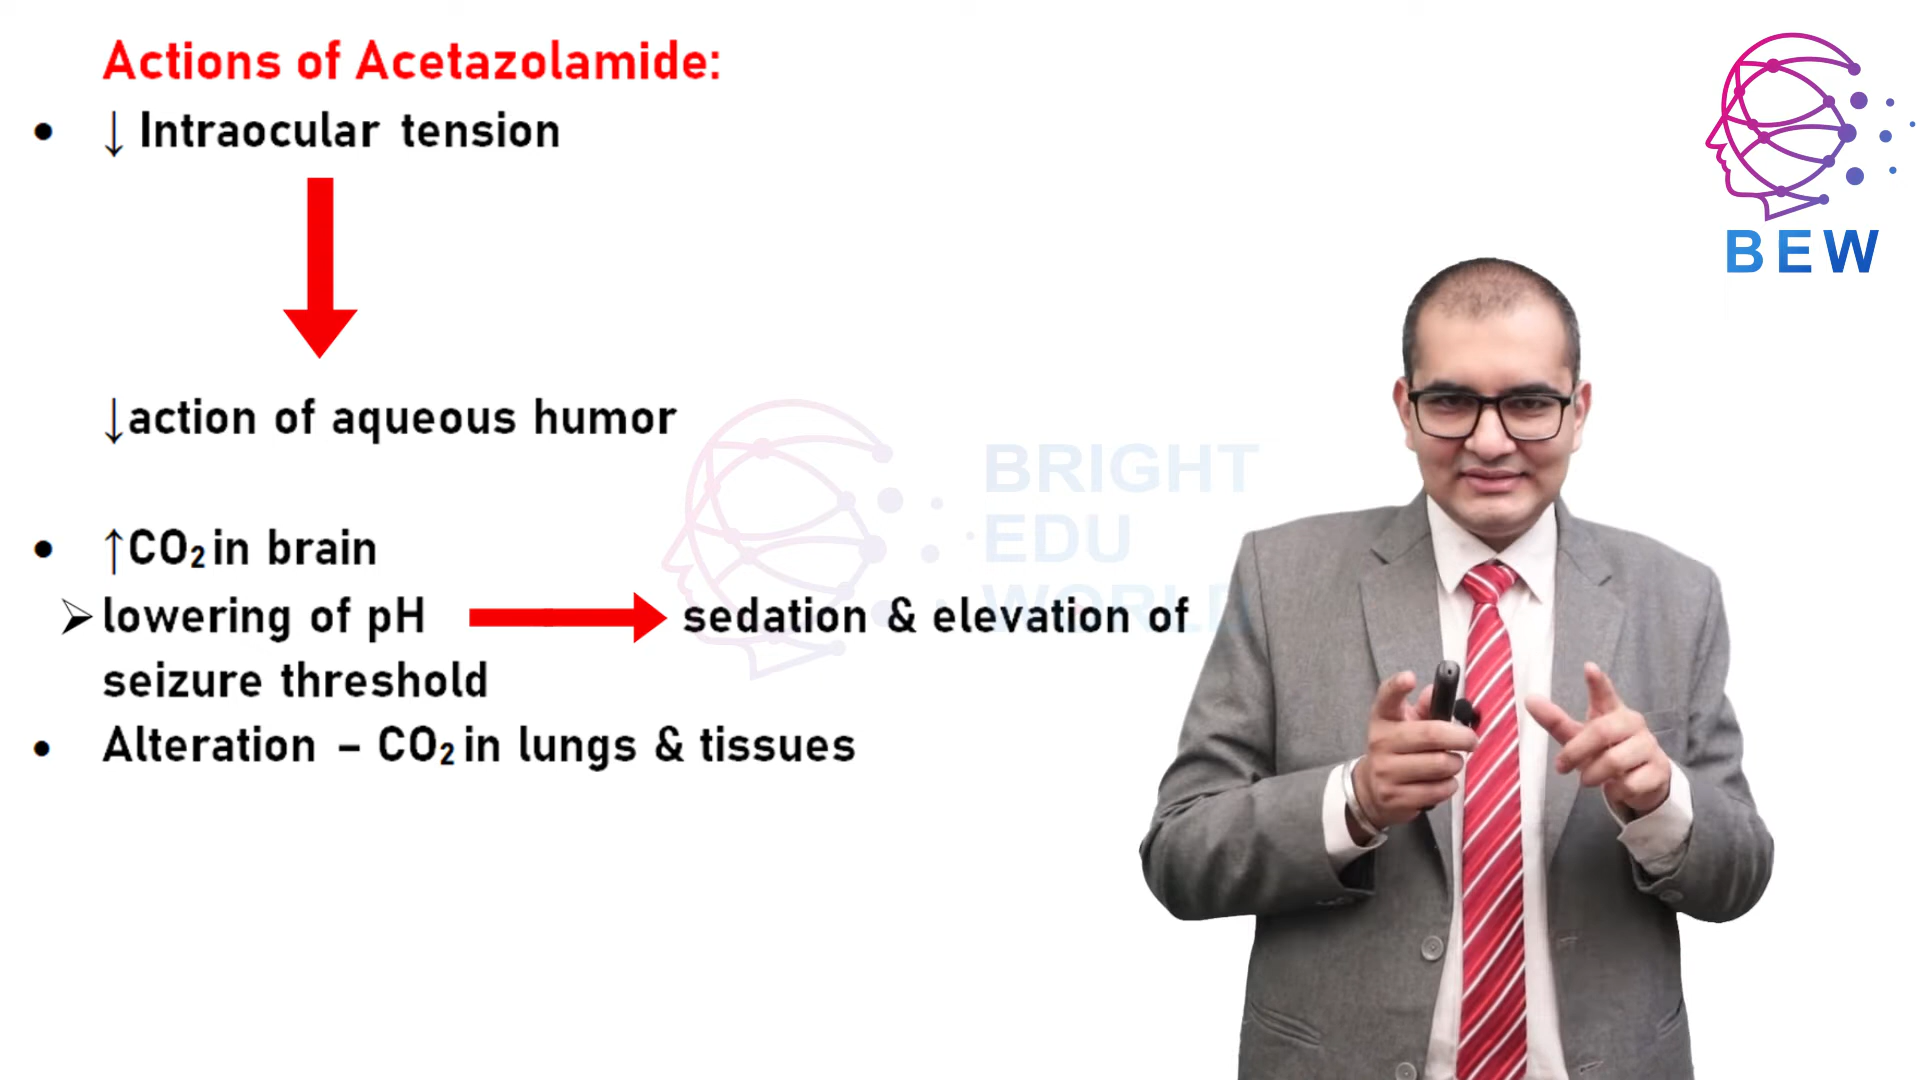 Actions of Acetazolamide:
• ↓ Intraocular tension
↓action of aqueous humor
• ↑CO₂ in brain
➢ lowering of pH → sedation & elevation of
seizure threshold
• Alteration – CO₂ in lungs & tissues
BEW
BRIGHT
EDU
WORLD